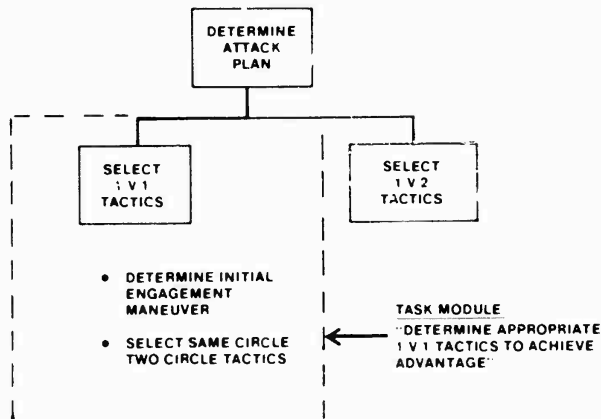 DETERMINE
ATTACK
PLAN
SELECT
1 V 1
TACTICS
SELECT
1 V 2
TACTICS
• DETERMINE INITIAL
ENGAGEMENT
MANEUVER
• SELECT SAME CIRCLE
TWO CIRCLE TACTICS
TASK MODULE
"DETERMINE APPROPRIATE
1 V 1 TACTICS TO ACHIEVE
ADVANTAGE"